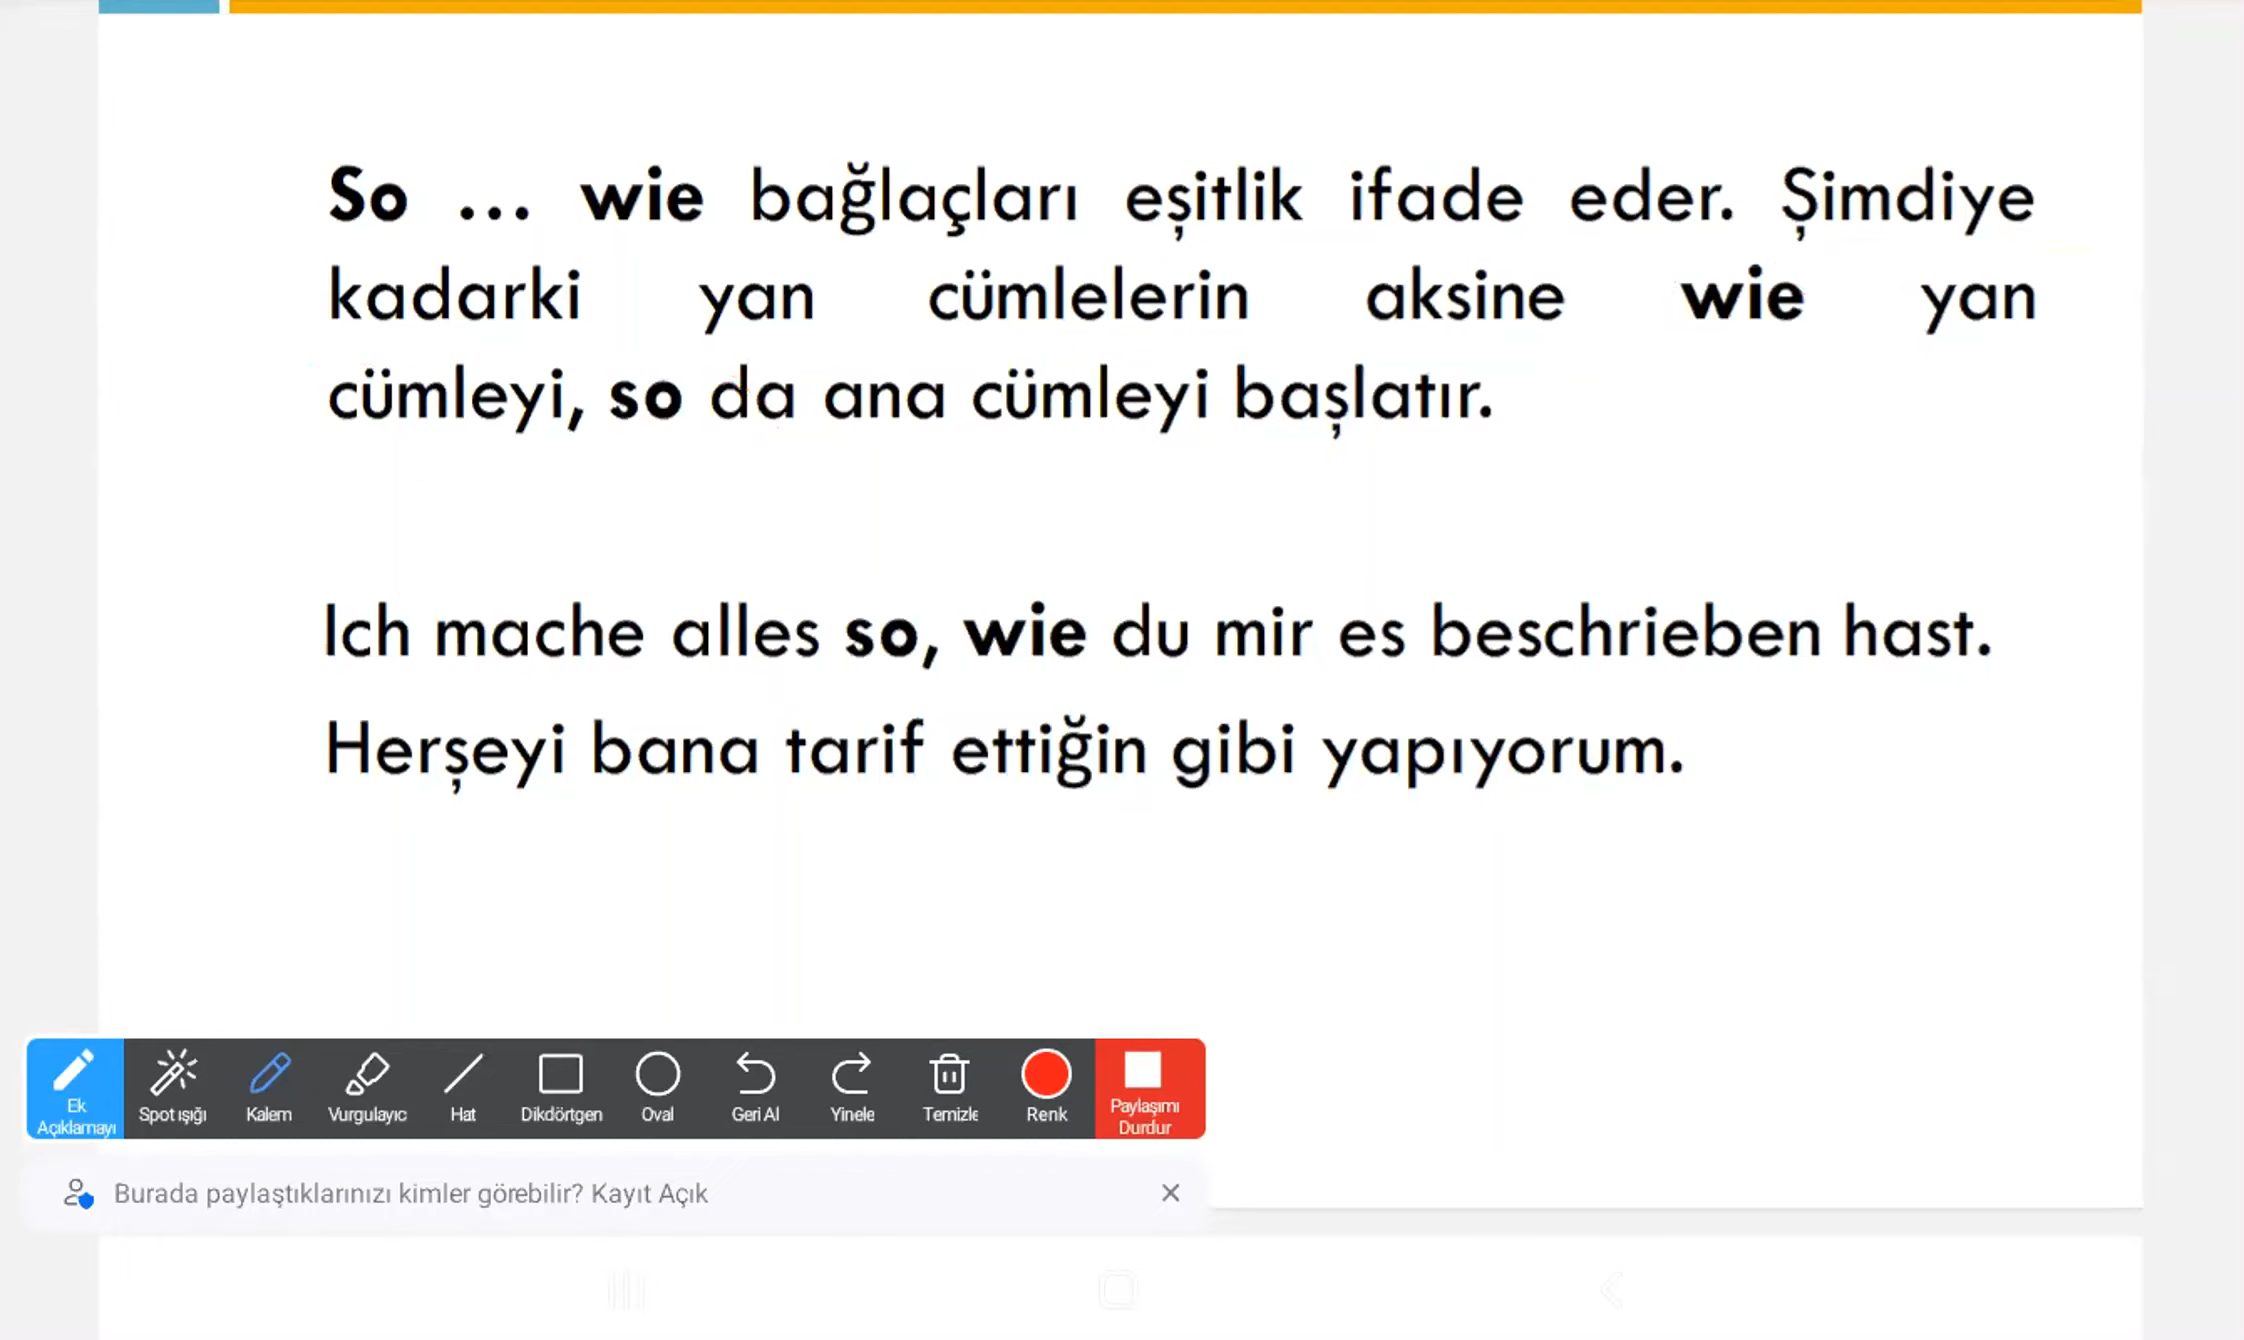 So … wie bağlaçları eşitlik ifade eder. Şimdiye
kadarki yan cümlelerin aksine wie yan
cümleyi, so da ana cümleyi başlatır.
Ich mache alles so, wie du mir es beschrieben hast.
Herşeyi bana tarif ettiğin gibi yapıyorum.
Ek Açıklamayı
Spot ışığı
Kalem
Vurgulayıc
Hat
Dikdörtgen
Oval
Geri Al
Yinele
Temizle
Renk
Paylaşımı Durdur
Burada paylaştıklarınızı kimler görebilir? Kayıt Açık